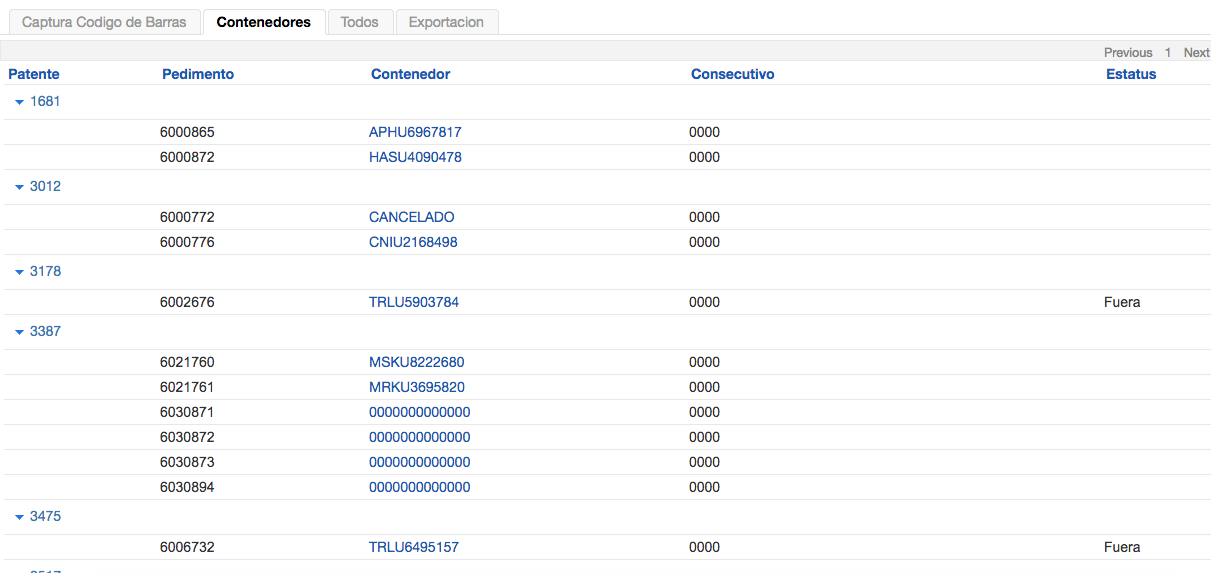 Captura Codigo de Barras Contenedores Todos Exportacion
Previous 1 Next
Patente Pedimento Contenedor Consecutivo Estatus
1681
6000865 APHU6967817 0000
6000872 HASU4090478 0000
3012
6000772 CANCELADO 0000
6000776 CNIU2168498 0000
3178
6002676 TRLU5903784 0000 Fuera
3387
6021760 MSKU8222680 0000
6021761 MRKU3695820 0000
6030871 0000000000000 0000
6030872 0000000000000 0000
6030873 0000000000000 0000
6030894 0000000000000 0000
3475
6006732 TRLU6495157 0000 Fuera